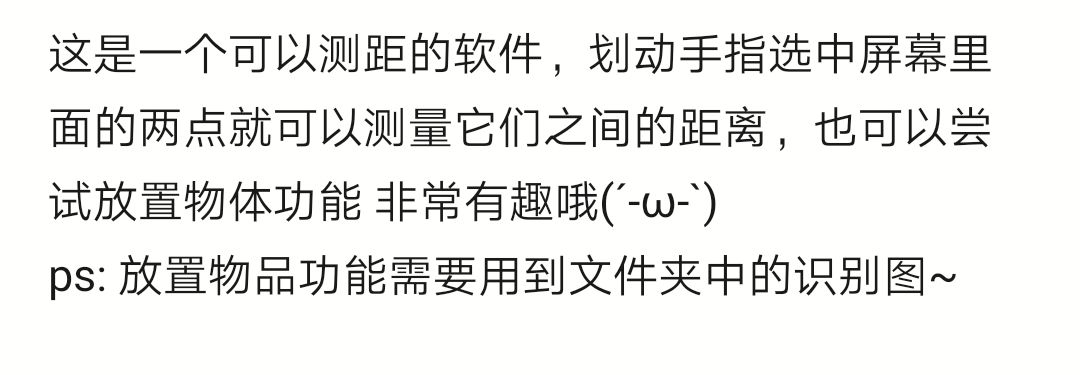 这是一个可以测距的软件，划动手指选中屏幕里
面的两点就可以测量它们之间的距离，也可以尝
试放置物体功能 非常有趣哦(´-ω-`)
ps: 放置物品功能需要用到文件夹中的识别图~